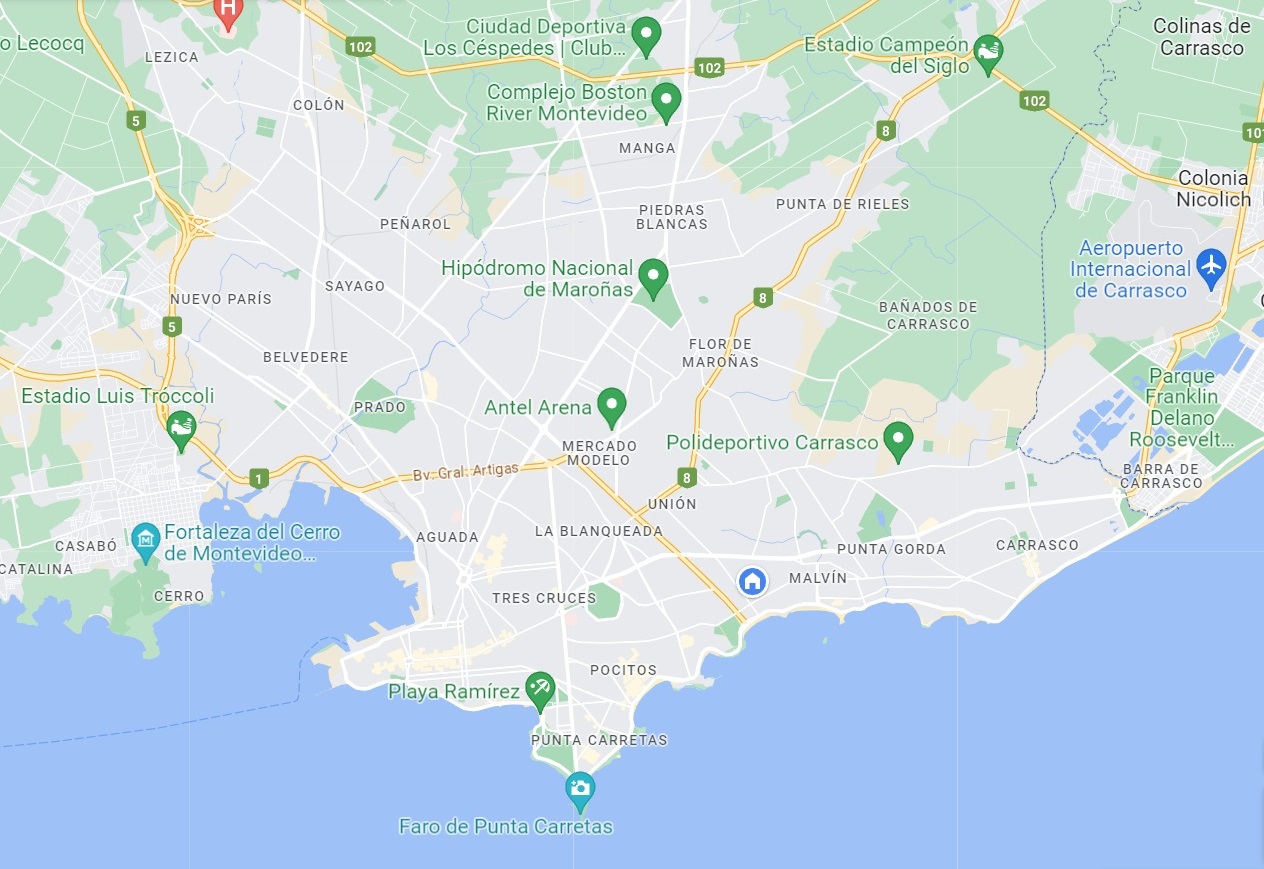 H
Ciudad Deportiva
Los Céspedes | Club...
Colinas de
Carrasco
o Lecocq
LEZICA
102
Estadio Campeón
del Siglo
102
COLÓN
Complejo Boston
River Montevideo
102
5
8
10
MANGA
Colonia
Nicolich
PIEDRAS
BLANCAS
PUNTA DE RIELES
PEÑAROL
Aeropuerto
Internacional
de Carrasco
Hipódromo Nacional
de Maroñas
SAYAGO
NUEVO PARÍS
8
BAÑADOS DE
CARRASCO
5
FLOR DE
MAROÑAS
BELVEDERE
Parque
Franklin
Delano
Roosevelt...
Estadio Luis Tróccoli
PRADO
Antel Arena
MERCADO
MODELO
Polideportivo Carrasco
Bv. Gral. Artigas
1
8
BARRA DE
CARRASCO
UNIÓN
Fortaleza del Cerro
de Montevideo...
AGUADA
LA BLANQUEADA
CASABÓ
PUNTA GORDA
CARRASCO
CATALINA
MALVÍN
CERRO
TRES CRUCES
POCITOS
Playa Ramírez
PUNTA CARRETAS
Faro de Punta Carretas